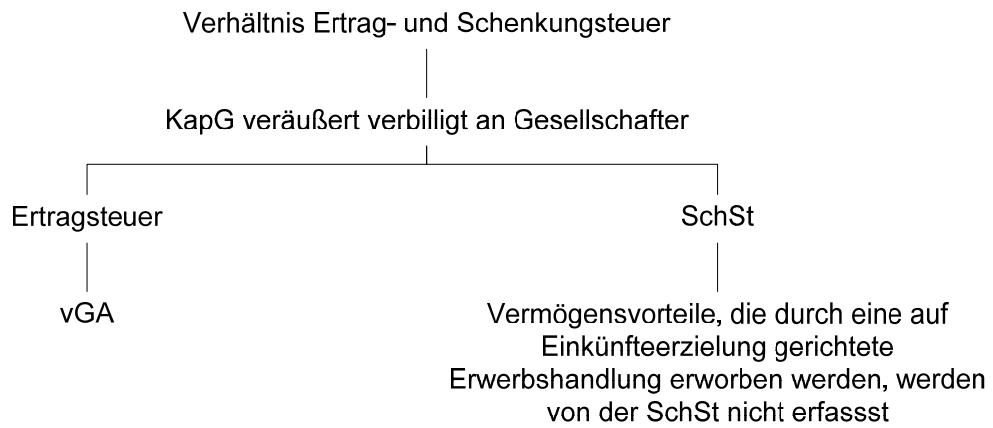 Verhältnis Ertrag- und Schenkungsteuer
KapG veräußert verbilligt an Gesellschafter
Ertragsteuer
SchSt
vGA
Vermögensvorteile, die durch eine auf
Einkünfteerzielung gerichtete
Erwerbshandlung erworben werden, werden
von der SchSt nicht erfassst